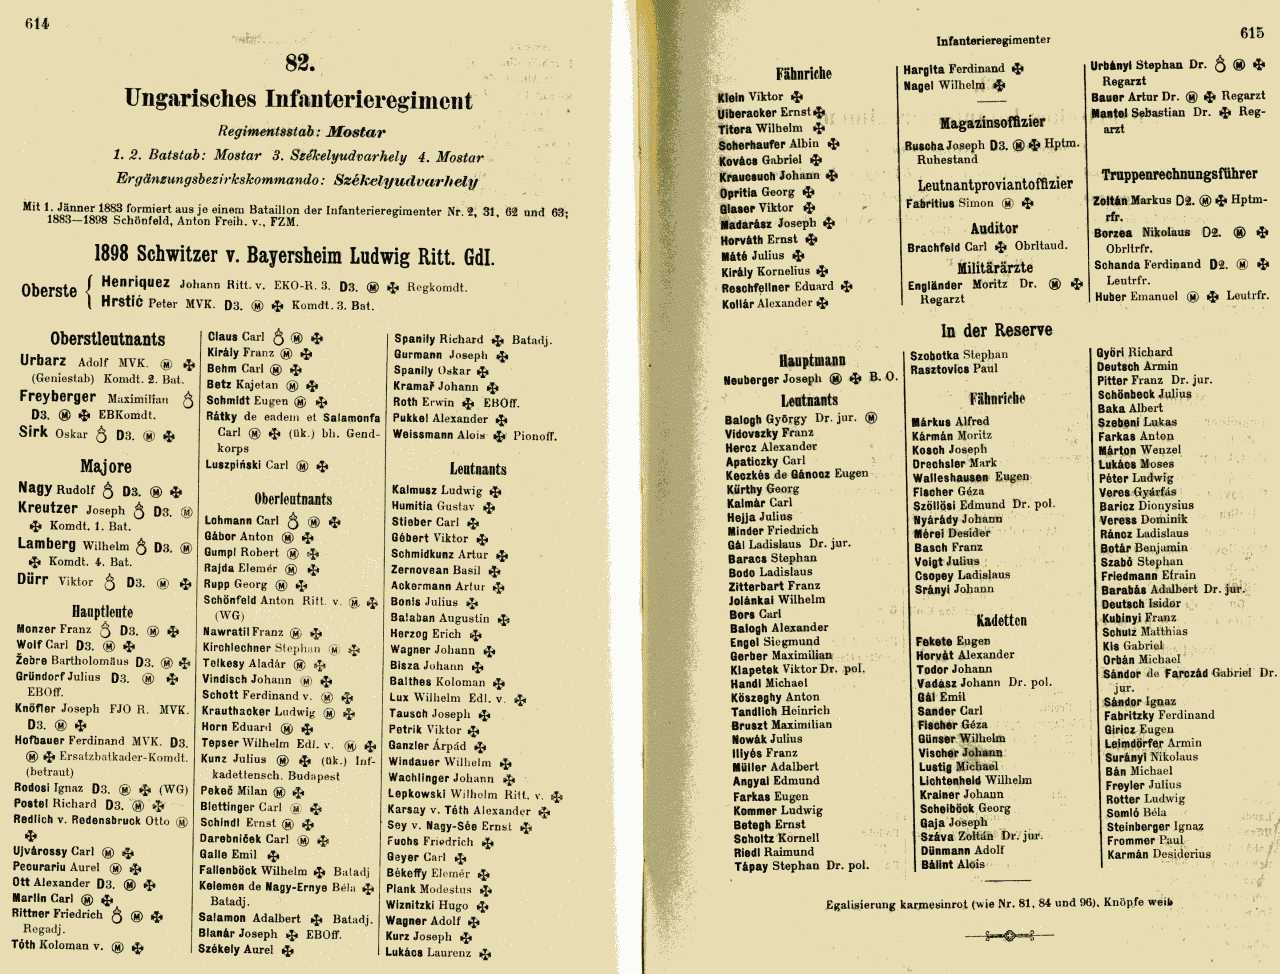 614
82.
Ungarisches Infanterieregiment
Regimentsstab: Mostar
1. 2. Batstab: Mostar 3. Székelyudvarhely 4. Mostar
Ergänzungsbezirkskommando: Székelyudvarhely
Mit 1. Jänner 1883 formiert aus je einem Bataillon der Infanterieregimenter Nr. 2, 31, 62 und 63;
1883—1898 Schönfeld, Anton Freih. v., FZM.
1898 Schwitzer v. Bayersheim Ludwig Ritt. GdI.
Oberste
Henriquez Johann Ritt. v. EKO-R. 3. D3. Ⓜ ✠ Regkomdt.
Hrstić Peter MVK. D3. Ⓜ ✠ Komdt. 3. Bat.
Oberstleutnants
Urbarz Adolf MVK. Ⓜ ✠
(Geniestab) Komdt. 2. Bat.
Freyberger Maximilian
D3. Ⓜ ✠ EBKomdt.
Sirk Oskar D3. Ⓜ ✠
Majore
Nagy Rudolf D3. Ⓜ ✠
Kreutzer Joseph D3. Ⓜ
✠ Komdt. 1. Bat.
Lamberg Wilhelm D3. Ⓜ
✠ Komdt. 4. Bat.
Dürr Viktor D3. Ⓜ ✠
Hauptleute
Monzer Franz D3. Ⓜ ✠
Wolf Carl D3. Ⓜ ✠
Žebre Bartholomäus D3. Ⓜ ✠
Gründorf Julius D3. Ⓜ ✠
EBOff.
Knöfler Joseph FJO R. MVK.
D3. Ⓜ ✠
Hofbauer Ferdinand MVK. D3.
Ⓜ ✠ Ersatzbatkader-Komdt.
(betraut)
Rodosi Ignaz D3. Ⓜ ✠ (WG)
Postel Richard D3. Ⓜ ✠
Redlich v. Redensbruck Otto Ⓜ
✠
Ujvárossy Carl Ⓜ ✠
Pecurariu Aurel Ⓜ ✠
Ott Alexander D3. Ⓜ ✠
Marlin Carl Ⓜ ✠
Rittner Friedrich Ⓜ ✠
Regadj.
Tóth Koloman v. Ⓜ ✠
Claus Carl Ⓜ ✠
Király Franz Ⓜ ✠
Behm Carl Ⓜ ✠
Betz Kajetan Ⓜ ✠
Schmidt Eugen Ⓜ ✠
Rátky de eadem et Salamonfa
Carl Ⓜ ✠ (ük.) bh. Gend-
korps
Luszpiński Carl Ⓜ ✠
Oberleutnants
Lohmann Carl Ⓜ ✠
Gábor Anton Ⓜ ✠
Gumpl Robert Ⓜ ✠
Rajda Elemér Ⓜ ✠
Rupp Georg Ⓜ ✠
Schönfeld Anton Ritt. v. Ⓜ ✠
(WG)
Nawratil Franz Ⓜ ✠
Kirchlechner Stephan Ⓜ ✠
Telkesy Aladár Ⓜ ✠
Vindisch Johann Ⓜ ✠
Schott Ferdinand v. Ⓜ ✠
Krauthacker Ludwig Ⓜ ✠
Horn Eduard Ⓜ ✠
Tepser Wilhelm Edl. v. Ⓜ ✠
Kunz Julius Ⓜ ✠ (ük.) Inf-
kadettensch. Budapest
Pekeč Milan Ⓜ ✠
Blettinger Carl Ⓜ ✠
Schindl Ernst Ⓜ ✠
Darebniček Carl Ⓜ ✠
Galle Emil ✠
Fallenböck Wilhelm ✠ Batadj
Kelemen de Nagy-Ernye Béla ✠
Batadj.
Salamon Adalbert ✠ Batadj.
Blanár Joseph ✠ EBOff.
Székely Aurel ✠
Spanily Richard ✠ Batadj.
Gurmann Joseph ✠
Spanily Oskar ✠
Kramař Johann ✠
Roth Erwin ✠ EBOff.
Pukkel Alexander ✠
Weissmann Alois ✠ Pionoff.
Leutnants
Kalmusz Ludwig ✠
Humitia Gustav ✠
Stieber Carl ✠
Gébert Viktor ✠
Schmidkunz Artur ✠
Zernovean Basil ✠
Ackermann Artur ✠
Bonis Julius ✠
Balaban Augustin ✠
Herzog Erich ✠
Wagner Johann ✠
Bisza Johann ✠
Balthes Koloman ✠
Lux Wilhelm Edl. v. ✠
Tausch Joseph ✠
Petrik Viktor ✠
Ganzler Árpád ✠
Windauer Wilhelm ✠
Wachlinger Johann ✠
Lepkowski Wilhelm Ritt. v. ✠
Karsay v. Tóth Alexander ✠
Sey v. Nagy-Sée Ernst ✠
Fuchs Friedrich ✠
Geyer Carl ✠
Békeffy Elemér ✠
Plank Modestus ✠
Wiznitzki Hugo ✠
Wagner Adolf ✠
Kurz Joseph ✠
Lukács Laurenz ✠
Infanterieregimenter
615
Fähnriche
Klein Viktor ✠
Uiberacker Ernst ✠
Titera Wilhelm ✠
Scherhaufer Albin ✠
Kovács Gabriel ✠
Kraucsuch Johann ✠
Opritia Georg ✠
Glaser Viktor ✠
Madarász Joseph ✠
Horváth Ernst ✠
Máté Julius ✠
Király Kornelius ✠
Reschfellner Eduard ✠
Kollár Alexander ✠
Hargita Ferdinand ✠
Nagel Wilhelm ✠
Magazinsoffizier
Ruscha Joseph D3. Ⓜ ✠ Hptm.
Ruhestand
Leutnantproviantoffizier
Fabritius Simon Ⓜ ✠
Auditor
Brachfeld Carl ✠ Obrltaud.
Militärärzte
Engländer Moritz Dr. Ⓜ ✠
Regarzt
Urbányi Stephan Dr. Ⓜ ✠
Regarzt
Bauer Artur Dr. Ⓜ ✠ Regarzt
Mantel Sebastian Dr. ✠ Reg-
arzt
Truppenrechnungsführer
Zoltán Markus D2. Ⓜ ✠ Hptm-
rfr.
Borzea Nikolaus D2. Ⓜ ✠
Obrltrfr.
Schanda Ferdinand D2. Ⓜ ✠
Leutrfr.
Huber Emanuel Ⓜ ✠ Leutrfr.
In der Reserve
Hauptmann
Neuberger Joseph Ⓜ ✠ B. O.
Leutnants
Balogh György Dr. jur. Ⓜ
Vidovszky Franz
Hercz Alexander
Apaticzky Carl
Keczkés de Gáncoz Eugen
Kürthy Georg
Kalmár Carl
Hejja Julius
Minder Friedrich
Gál Ladislaus Dr. jur.
Baracs Stephan
Bodo Ladislaus
Zitterbart Franz
Jolánkai Wilhelm
Bors Carl
Balogh Alexander
Engel Siegmund
Gerber Maximilian
Klapetek Viktor Dr. pol.
Handl Michael
Köszeghy Anton
Tandlich Heinrich
Bruszt Maximilian
Nowák Julius
Illyés Franz
Müller Adalbert
Angyal Edmund
Farkas Eugen
Kommer Ludwig
Betegh Ernst
Scholtz Kornell
Riedl Raimund
Tápay Stephan Dr. pol.
Szobotka Stephan
Rasztovics Paul
Fähnriche
Márkus Alfred
Kármán Moritz
Kosch Joseph
Drechsler Mark
Walleshausen Eugen
Fischer Géza
Szöllösi Edmund Dr. pol.
Nyárády Johann
Mérei Desider
Basch Franz
Voigt Julius
Csopey Ladislaus
Srányi Johann
Kadetten
Fekete Eugen
Horvát Alexander
Todor Johann
Vadász Johann Dr. pol.
Gál Emil
Sander Carl
Fischer Géza
Günser Wilhelm
Vischer Johann
Lustig Michael
Lichtenheld Wilhelm
Krainer Johann
Scheiböck Georg
Gaja Joseph
Száva Zoltán Dr. jur.
Dünmann Adolf
Bálint Alois
Györi Richard
Deutsch Armin
Pitter Franz Dr. jur.
Schönbeck Julius
Baka Albert
Szebeni Lukas
Farkas Anton
Márton Wenzel
Lukács Moses
Péter Ludwig
Veres Gyárfás
Baricz Dionysius
Veress Dominik
Ráncz Ladislaus
Botár Benjamin
Szabó Stephan
Friedmann Efraim
Barabás Adalbert Dr. jur.
Deutsch Isidor
Kubinyi Franz
Schulz Matthias
Kis Gabriel
Orbán Michael
Sándor de Farczád Gabriel Dr.
jur.
Sándor Ignaz
Fabritzky Ferdinand
Giricz Eugen
Leimdörfer Armin
Surányi Nikolaus
Bán Michael
Freyler Julius
Rotter Ludwig
Somló Béla
Steinberger Ignaz
Frommer Paul
Karmán Desiderius
Egalisierung karmesinrot (wie Nr. 81, 84 und 96), Knöpfe weiß